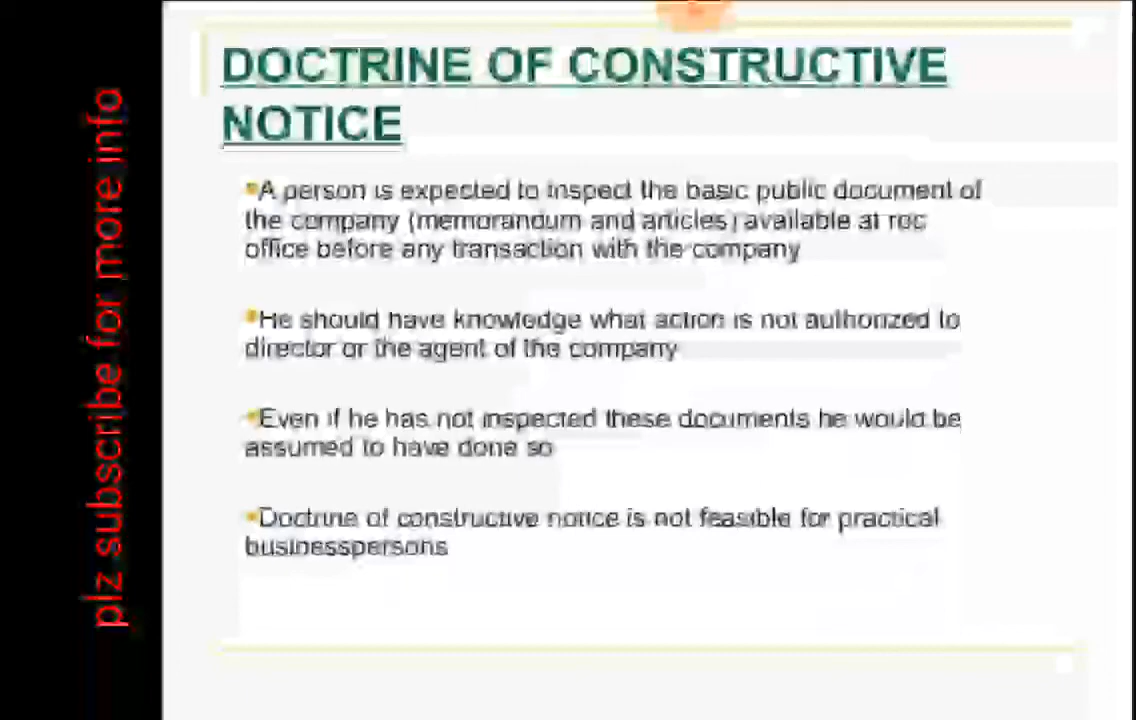 plz subscribe for more info
DOCTRINE OF CONSTRUCTIVE
NOTICE
A person is expected to inspect the basic public document of
the company (memorandum and articles) available at roc
office before any transaction with the company
He should have knowledge what action is not authorized to
director or the agent of the company
Even if he has not inspected these documents he would be
assumed to have done so
Doctrine of constructive notice is not feasible for practical
businesspersons